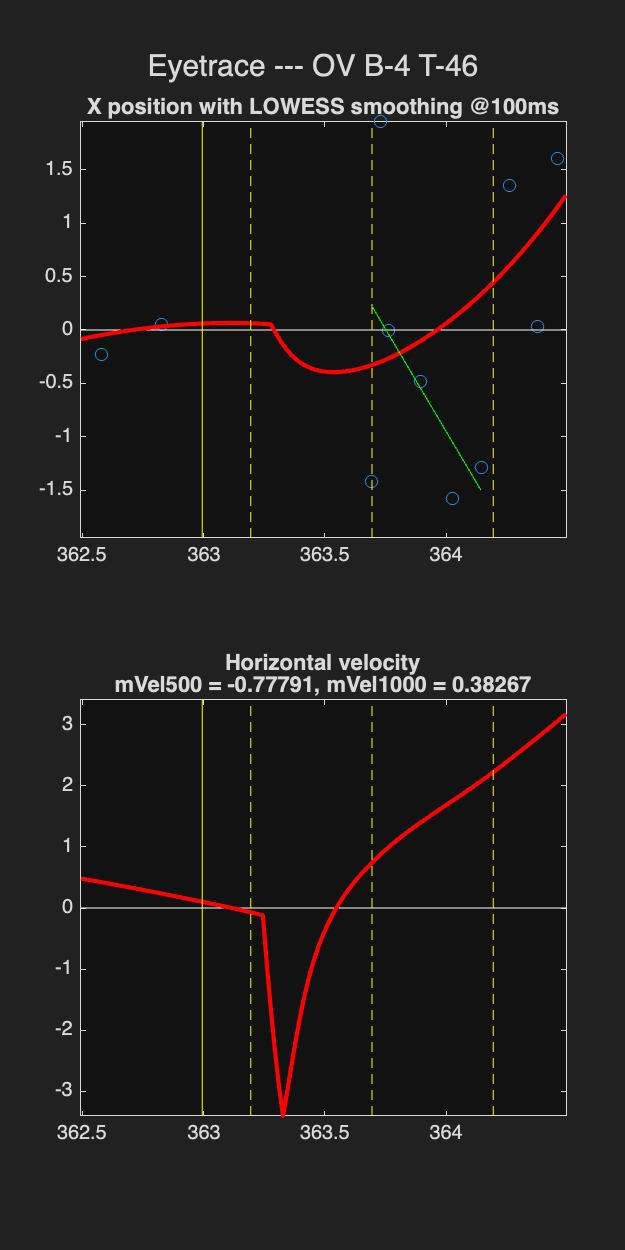 Eyetrace --- OV B-4 T-46
X position with LOWESS smoothing @100ms
1.5
1
0.5
0
-0.5
-1
-1.5
362.5 363 363.5 364
Horizontal velocity
mVel500 = -0.77791, mVel1000 = 0.38267
3
2
1
0
-1
-2
-3
362.5 363 363.5 364